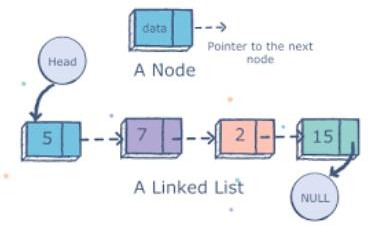 data
Pointer to the next
node
A Node
Head
5 7 2 15
A Linked List
NULL